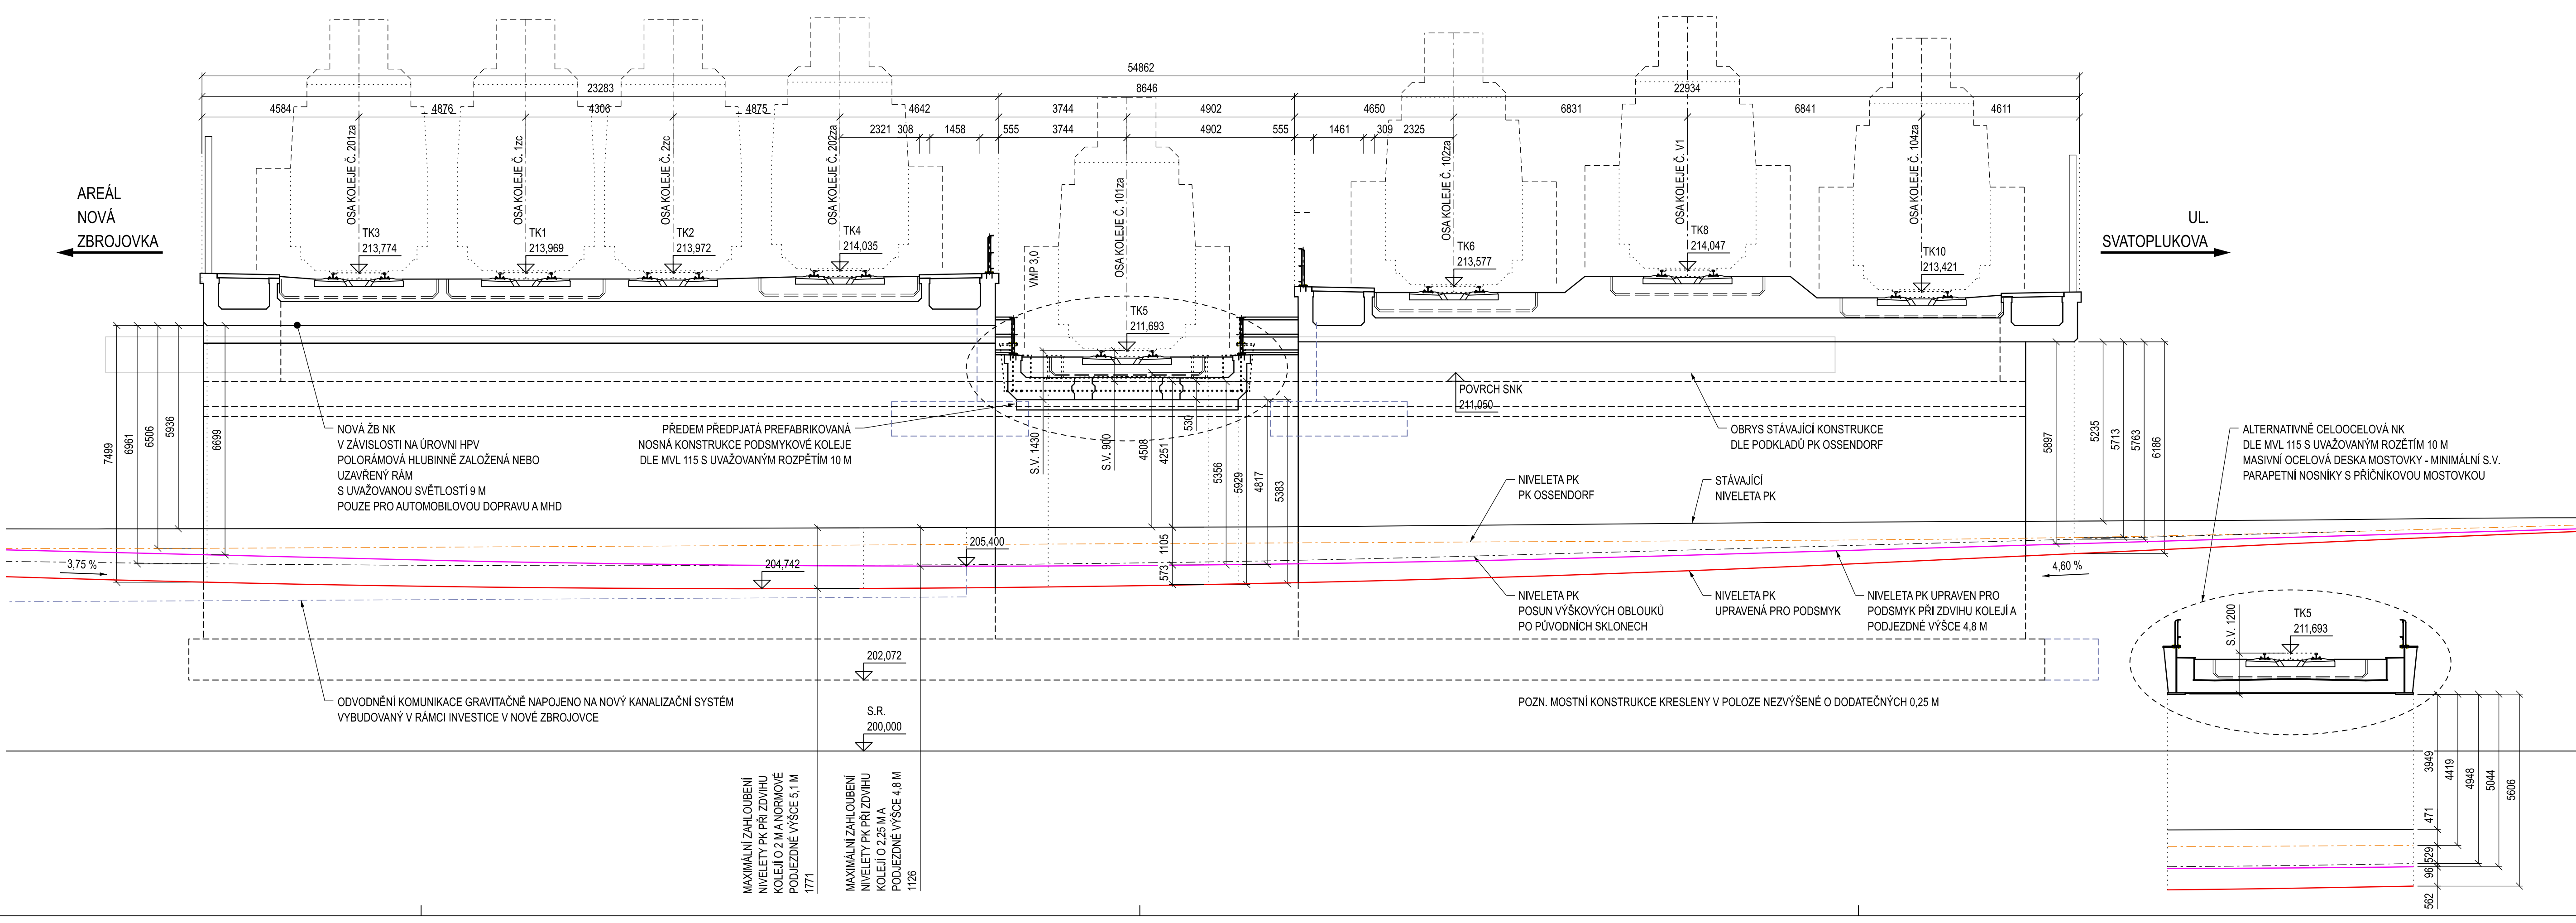 54862
23283
8646
22934
4584
4876
4306
4875
4642
3744
4902
4650
6831
6841
4611
2321
308
1458
555
3744
4902
555
1461
309
2325
AREÁL
NOVÁ
ZBROJOVKA
UL.
SVATOPLUKOVA
OSA KOLEJE Č. 201za
OSA KOLEJE Č. 1zc
OSA KOLEJE Č. 2zc
OSA KOLEJE Č. 202za
VMP 3,0
OSA KOLEJE Č. 101za
OSA KOLEJE Č. 102za
OSA KOLEJE Č. V1
OSA KOLEJE Č. 104za
TK3
213,774
TK1
213,969
TK2
213,972
TK4
214,035
TK5
211,693
TK6
213,577
TK8
214,047
TK10
213,421
7499
6961
6506
5936
6699
NOVÁ ŽB NK
V ZÁVISLOSTI NA ÚROVNI HPV
POLORÁMOVÁ HLUBINNĚ ZALOŽENÁ NEBO
UZAVŘENÝ RÁM
S UVAŽOVANOU SVĚTLOSTÍ 9 M
POUZE PRO AUTOMOBILOVOU DOPRAVU A MHD
PŘEDEM PŘEDPJATÁ PREFABRIKOVANÁ
NOSNÁ KONSTRUKCE PODSMYKOVÉ KOLEJE
DLE MVL 115 S UVAŽOVANÝM ROZPĚTÍM 10 M
S.V. 1430
S.V. 900
4508
4251
530
5356
5929
4817
5383
1105
573
POVRCH SNK
211,050
OBRYS STÁVAJÍCÍ KONSTRUKCE
DLE PODKLADŮ PK OSSENDORF
NIVELETA PK
PK OSSENDORF
STÁVAJÍCÍ
NIVELETA PK
5897
5235
5713
5763
6186
ALTERNATIVNĚ CELOOCELOVÁ NK
DLE MVL 115 S UVAŽOVANÝM ROZĚTÍM 10 M
MASIVNÍ OCELOVÁ DESKA MOSTOVKY - MINIMÁLNÍ S.V.
PARAPETNÍ NOSNÍKY S PŘÍČNÍKOVOU MOSTOVKOU
3,75 %
204,742
205,400
4,60 %
NIVELETA PK
POSUN VÝŠKOVÝCH OBLOUKŮ
PO PŮVODNÍCH SKLONECH
NIVELETA PK
UPRAVENÁ PRO PODSMYK
NIVELETA PK UPRAVEN PRO
PODSMYK PŘI ZDVIHU KOLEJÍ A
PODJEZDNÉ VÝŠCE 4,8 M
S.V. 1200
TK5
211,693
202,072
ODVODNĚNÍ KOMUNIKACE GRAVITAČNĚ NAPOJENO NA NOVÝ KANALIZAČNÍ SYSTÉM
VYBUDOVANÝ V RÁMCI INVESTICE V NOVÉ ZBROJOVCE
S.R.
200,000
POZN. MOSTNÍ KONSTRUKCE KRESLENY V POLOZE NEZVÝŠENÉ O DODATEČNÝCH 0,25 M
MAXIMÁLNÍ ZAHLOUBENÍ
NIVELETY PK PŘI ZDVIHU
KOLEJÍ O 2 M A NORMOVÉ
PODJEZDNÉ VÝŠCE 5,1 M
1771
MAXIMÁLNÍ ZAHLOUBENÍ
NIVELETY PK PŘI ZDVIHU
KOLEJÍ O 2,25 M A
PODJEZDNÉ VÝŠCE 4,8 M
1126
3949
4419
4948
5044
5606
471
529
96
562